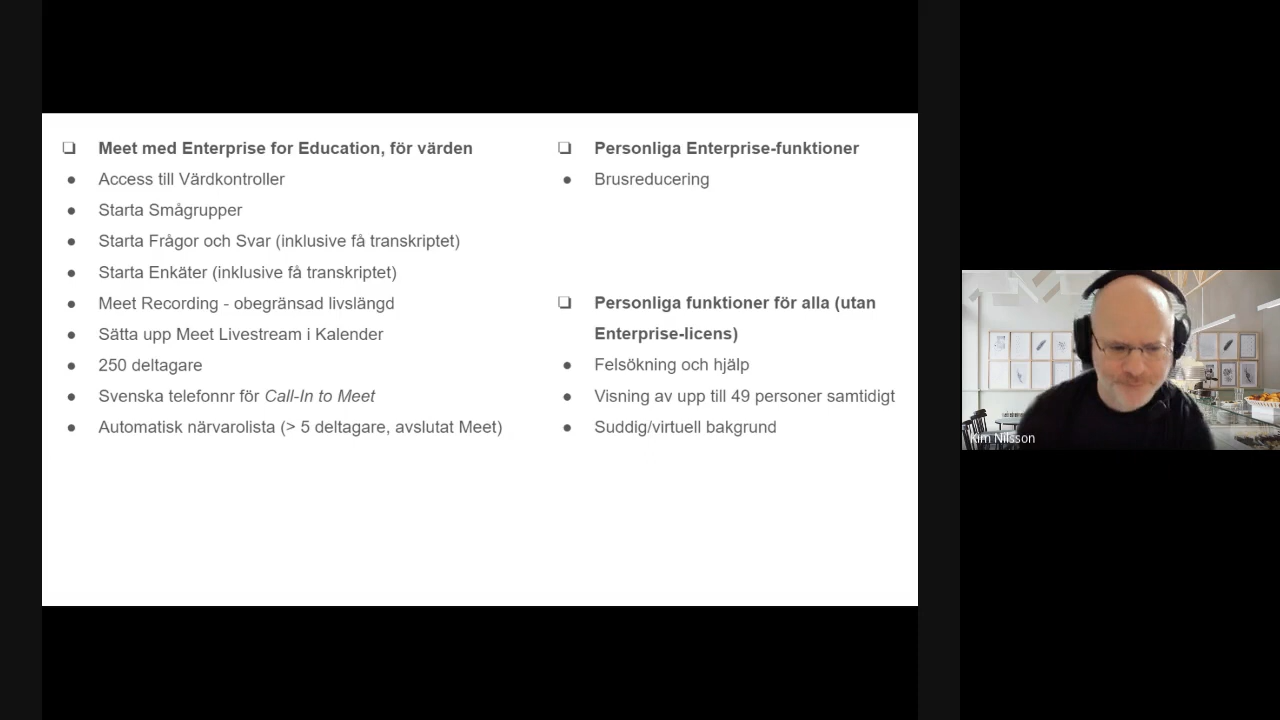 ❏ Meet med Enterprise for Education, för värden
● Access till Värdkontroller
● Starta Smågrupper
● Starta Frågor och Svar (inklusive få transkriptet)
● Starta Enkäter (inklusive få transkriptet)
● Meet Recording - obegränsad livslängd
● Sätta upp Meet Livestream i Kalender
● 250 deltagare
● Svenska telefonnr för Call-In to Meet
● Automatisk närvarolista (> 5 deltagare, avslutat Meet)
❏ Personliga Enterprise-funktioner
● Brusreducering
❏ Personliga funktioner för alla (utan
Enterprise-licens)
● Felsökning och hjälp
● Visning av upp till 49 personer samtidigt
● Suddig/virtuell bakgrund
Kim Nilsson